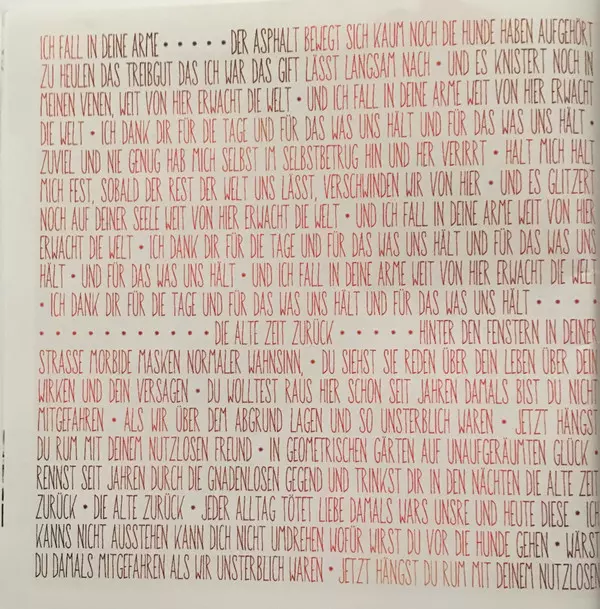 ICH FALL IN DEINE ARME • • • • • DER ASPHALT BEWEGT SICH KAUM NOCH DIE HUNDE HABEN AUFGEHÖRT
ZU HEULEN DAS TREIBGUT DAS ICH WAR DAS GIFT LÄSST LANGSAM NACH • UND ES KNISTERT NOCH IN
MEINEN VENEN, WEIT VON HIER ERWACHT DIE WELT • UND ICH FALL IN DEINE ARME WEIT VON HIER ERWACHT
DIE WELT • ICH DANK DIR FÜR DIE TAGE UND FÜR DAS WAS UNS HÄLT UND FÜR DAS WAS UNS HÄLT •
ZUVIEL UND NIE GENUG HAB MICH SELBST IM SELBSTBETRUG HIN UND HER VERIRRT • HALT MICH HALT
MICH FEST, SOBALD DER REST DER WELT UNS LÄSST, VERSCHWINDEN WIR VON HIER • UND ES GLITZERT
NOCH AUF DEINER SEELE WEIT VON HIER ERWACHT DIE WELT • UND ICH FALL IN DEINE ARME WEIT VON HIER
ERWACHT DIE WELT • ICH DANK DIR FÜR DIE TAGE UND FÜR DAS WAS UNS HÄLT UND FÜR DAS WAS UNS
HÄLT • UND FÜR DAS WAS UNS HÄLT • UND ICH FALL IN DEINE ARME WEIT VON HIER ERWACHT DIE WELT
• ICH DANK DIR FÜR DIE TAGE UND FÜR DAS WAS UNS HÄLT UND FÜR DAS WAS UNS HÄLT • • • •
• • • • • • • • • • • DIE ALTE ZEIT ZURÜCK • • • • • • HINTER DEN FENSTERN IN DEINER
STRASSE MORBIDE MASKEN NORMALER WAHNSINN, • DU SIEHST SIE REDEN ÜBER DEIN LEBEN ÜBER DEIN
WIRKEN UND DEIN VERSAGEN • DU WOLLTEST RAUS HIER SCHON SEIT JAHREN DAMALS BIST DU NICHT
MITGEFAHREN • ALS WIR ÜBER DEM ABGRUND LAGEN UND SO UNSTERBLICH WAREN • JETZT HÄNGST
DU RUM MIT DEINEM NUTZLOSEN FREUND • IN GEOMETRISCHEN GÄRTEN AUF UNAUFGERÄUMTEN GLÜCK •
RENNST SEIT JAHREN DURCH DIE GNADENLOSEN GEGEND UND TRINKST DIR IN DEN NÄCHTEN DIE ALTE ZEIT
ZURÜCK • DIE ALTE ZURÜCK • JEDER ALLTAG TÖTET LIEBE DAMALS WARS UNSRE UND HEUTE DIESE • ICH
KANNS NICHT AUSSTEHEN KANN DICH NICHT UMDREHEN WOFÜR WIRST DU VOR DIE HUNDE GEHEN • WÄRST
DU DAMALS MITGEFAHREN ALS WIR UNSTERBLICH WAREN • JETZT HÄNGST DU RUM MIT DEINEM NUTZLOSEN